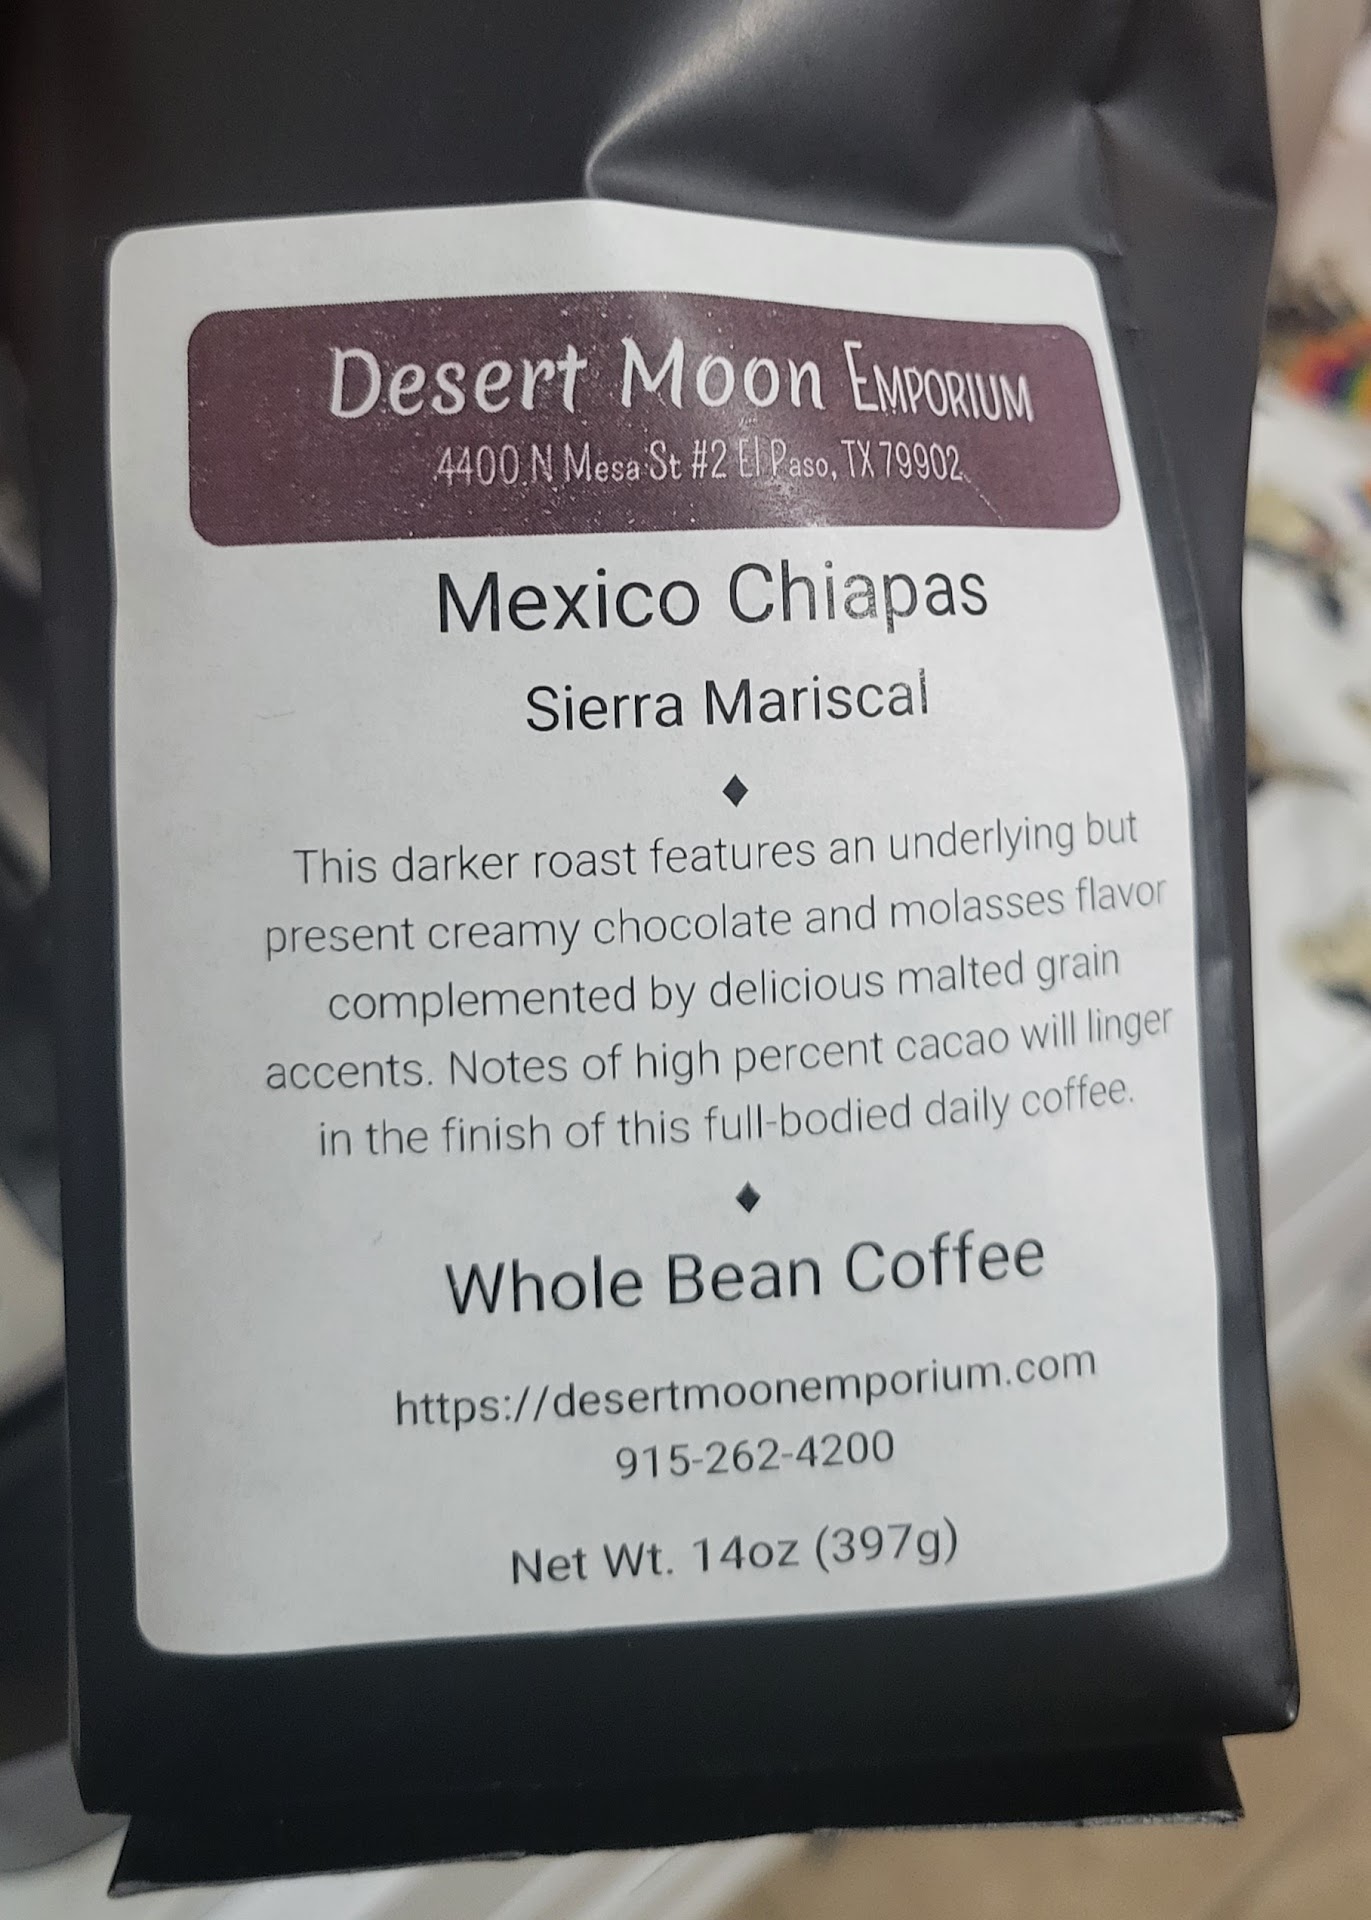 Desert Moon Emporium
4400 N Mesa St #2 El Paso, TX 79902
Mexico Chiapas
Sierra Mariscal
This darker roast features an underlying but
present creamy chocolate and molasses flavor
complemented by delicious malted grain
accents. Notes of high percent cacao will linger
in the finish of this full-bodied daily coffee.
Whole Bean Coffee
https://desertmoonemporium.com
915-262-4200
Net Wt. 14oz (397g)